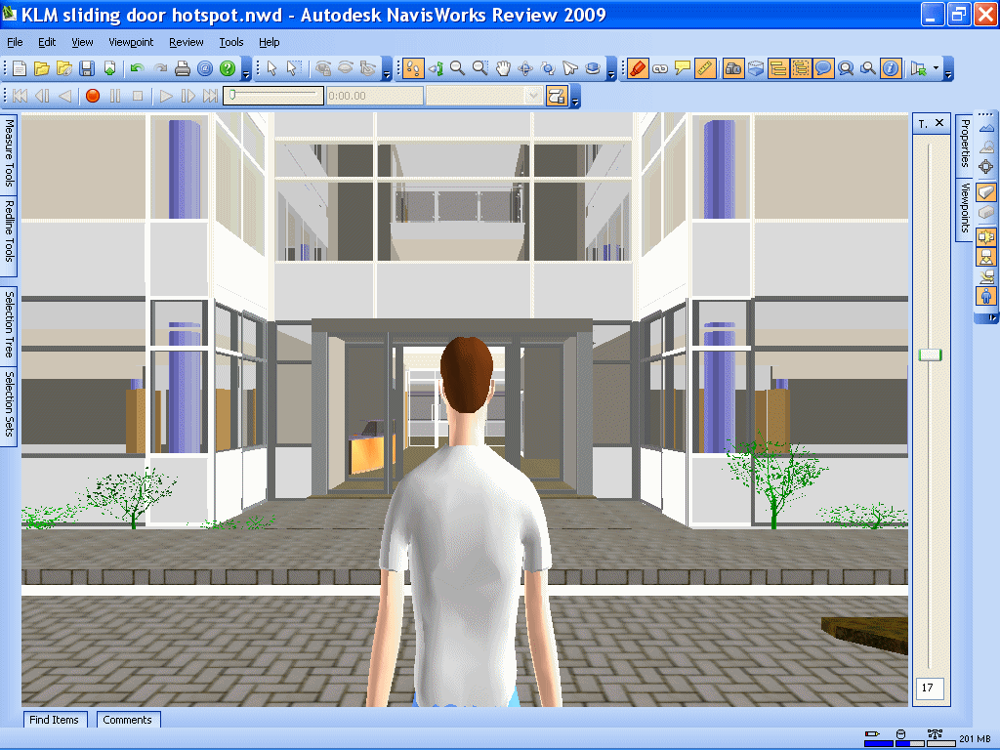 KLM sliding door hotspot.nwd - Autodesk NavisWorks Review 2009
File Edit View Viewpoint Review Tools Help
0:00.00
Measure Tools
Redline Tools
Selection Tree
Selection Sets
T.
Properties
Viewpoints
17
Find Items Comments
201 MB